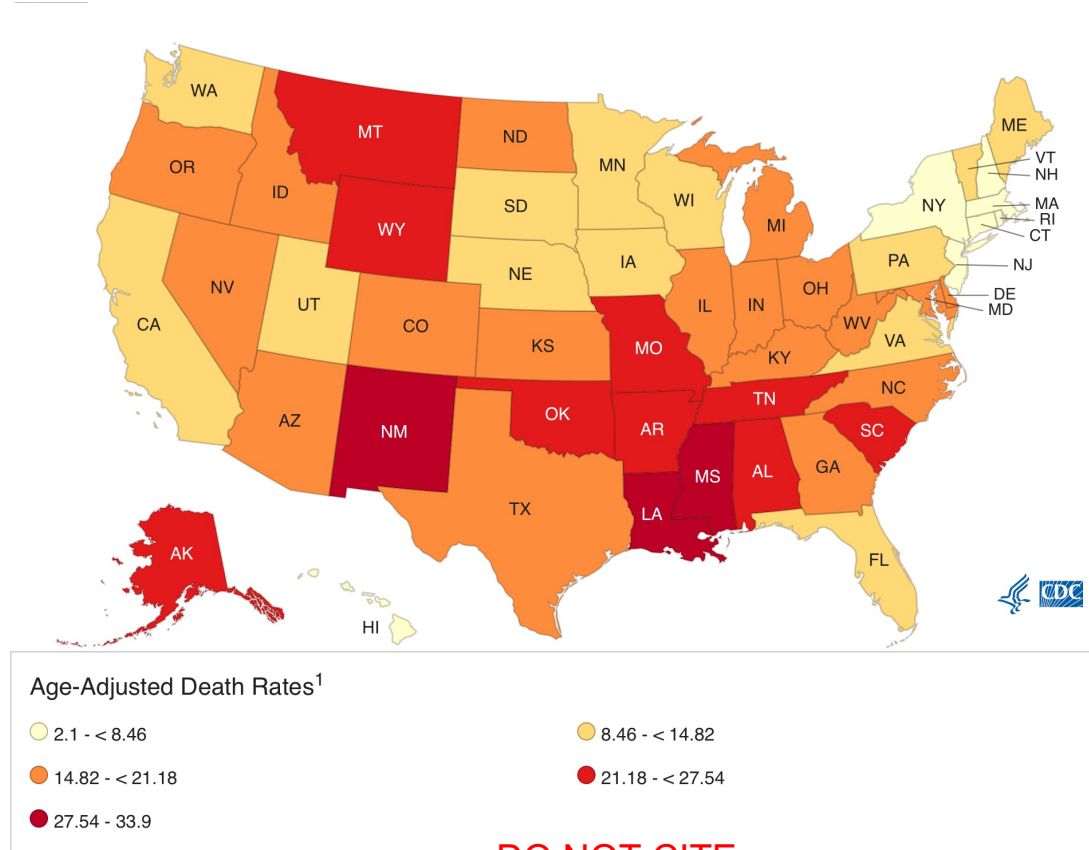 WA
MT
ND
MN
ME
VT
NH
OR
ID
WY
SD
WI
MI
NY
MA
RI
CT
NV
UT
NE
IA
PA
NJ
CA
CO
KS
IL
IN
OH
WV
VA
DE
MD
MO
KY
AZ
NM
OK
AR
TN
NC
SC
TX
LA
MS
AL
GA
FL
AK
HI
CDC
Age-Adjusted Death Rates1
2.1 - < 8.46
8.46 - < 14.82
14.82 - < 21.18
21.18 - < 27.54
27.54 - 33.9
DO NOT CITE